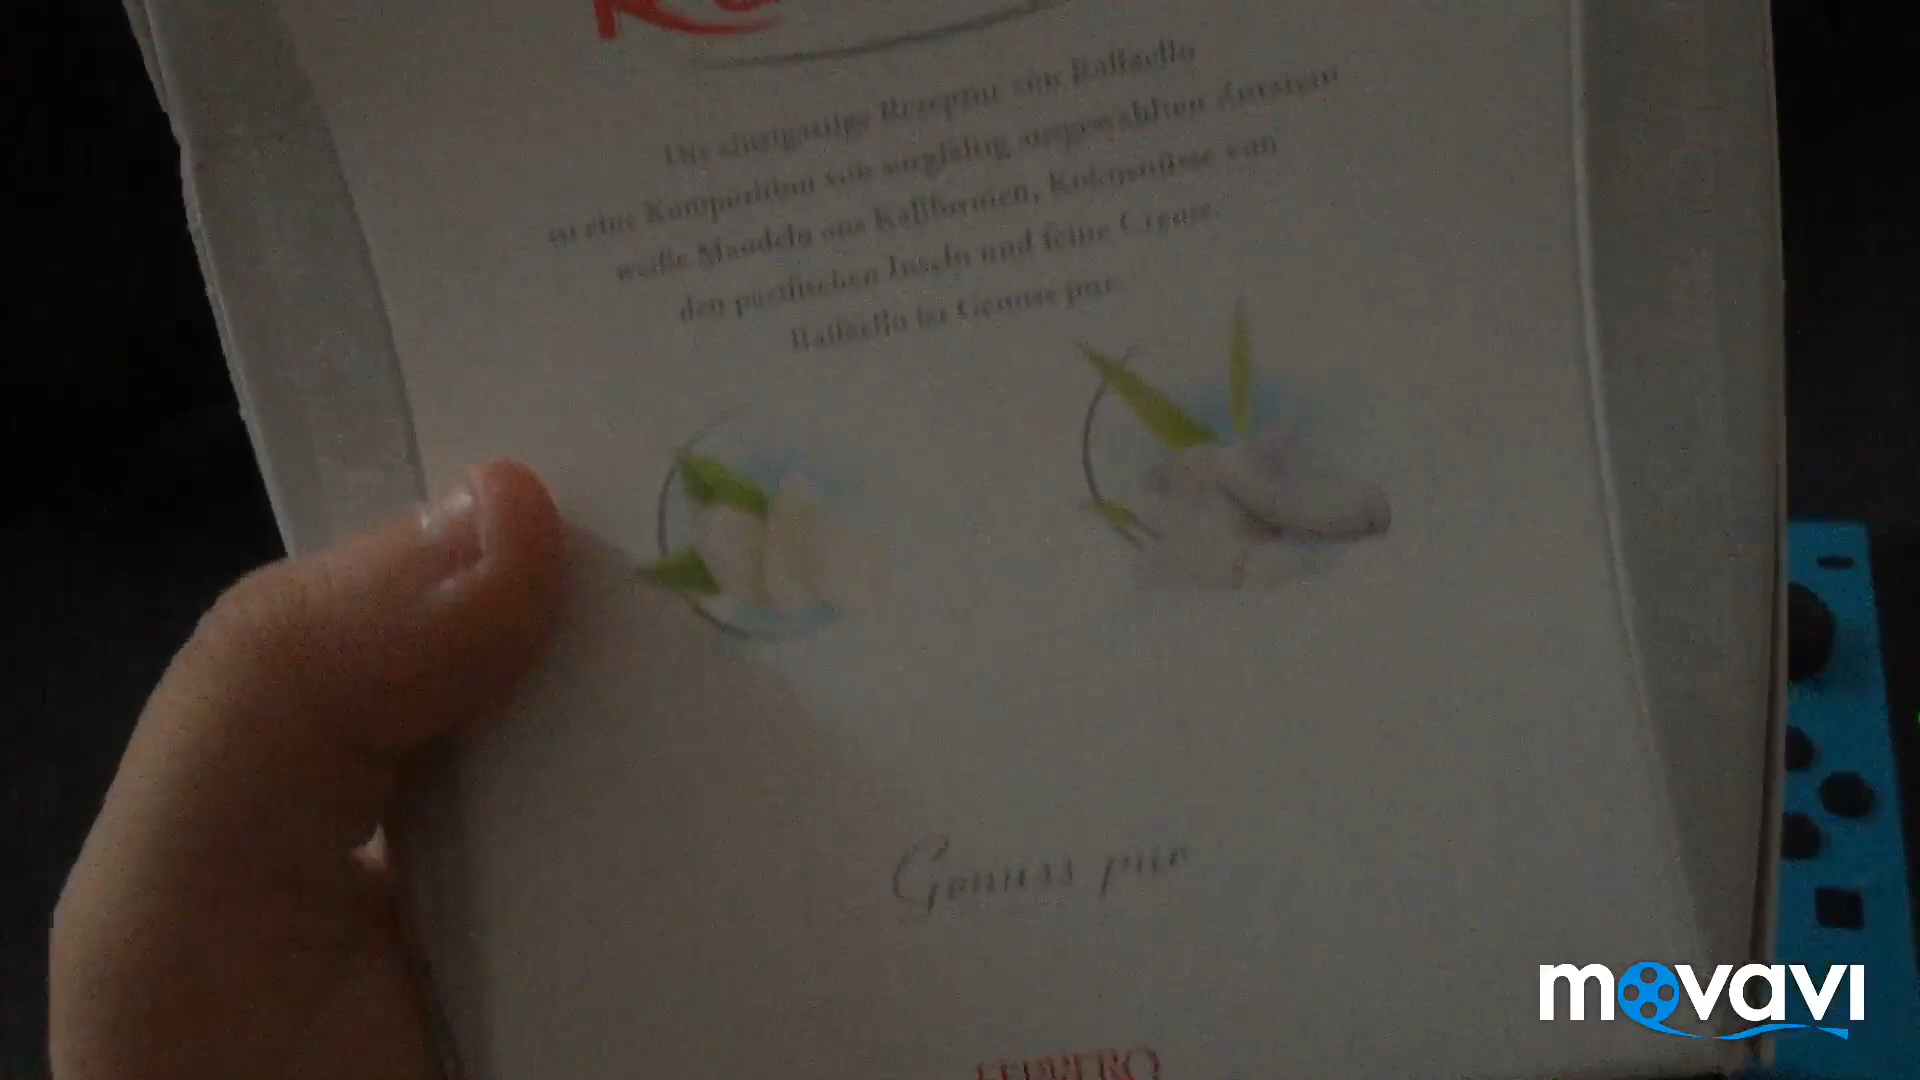 Die einzigartige Rezeptur von Raffaello
ist eine Komposition von sorgfältig ausgewählten Zutaten:
weiße Mandeln aus Kalifornien, Kokosnüsse von
den pazifischen Inseln und feine Creme.
Raffaello ist Genuss pur.
Genuss pur
FERRERO
movavi